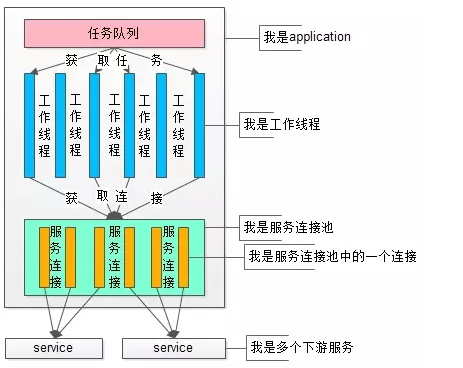 任务队列
我是application
获 取 任 务
工作线程
工作线程
工作线程
工作线程
工作线程
我是工作线程
获 取 连 接
我是服务连接池
服务连接
服务连接
服务连接
我是服务连接池中的一个连接
service
service
我是多个下游服务